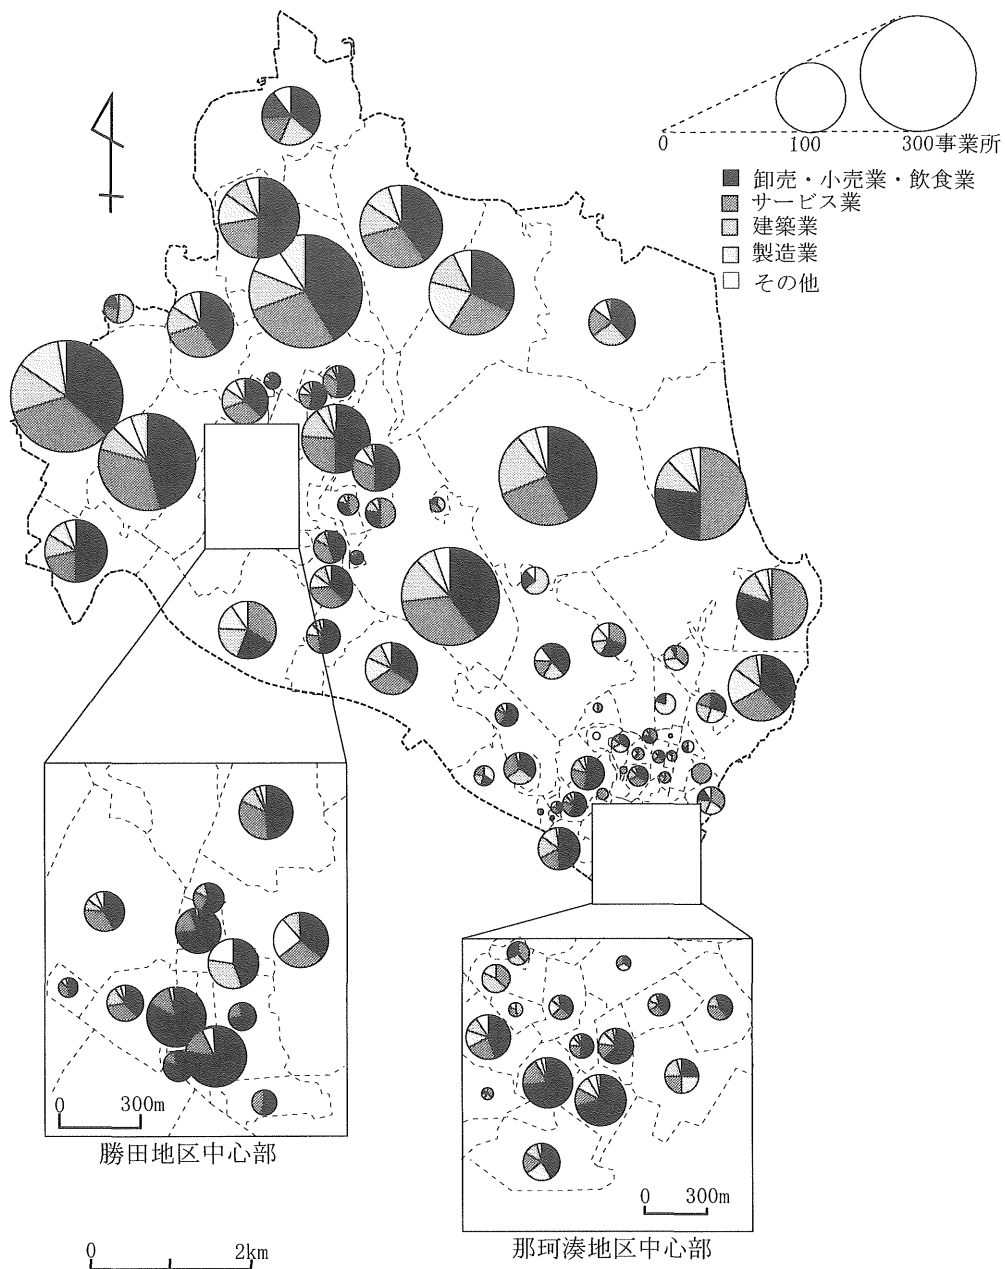 0 100 300事業所
卸売・小売業・飲食業
サービス業
建築業
製造業
その他
0 300m
勝田地区中心部
0 300m
那珂湊地区中心部
0 2km